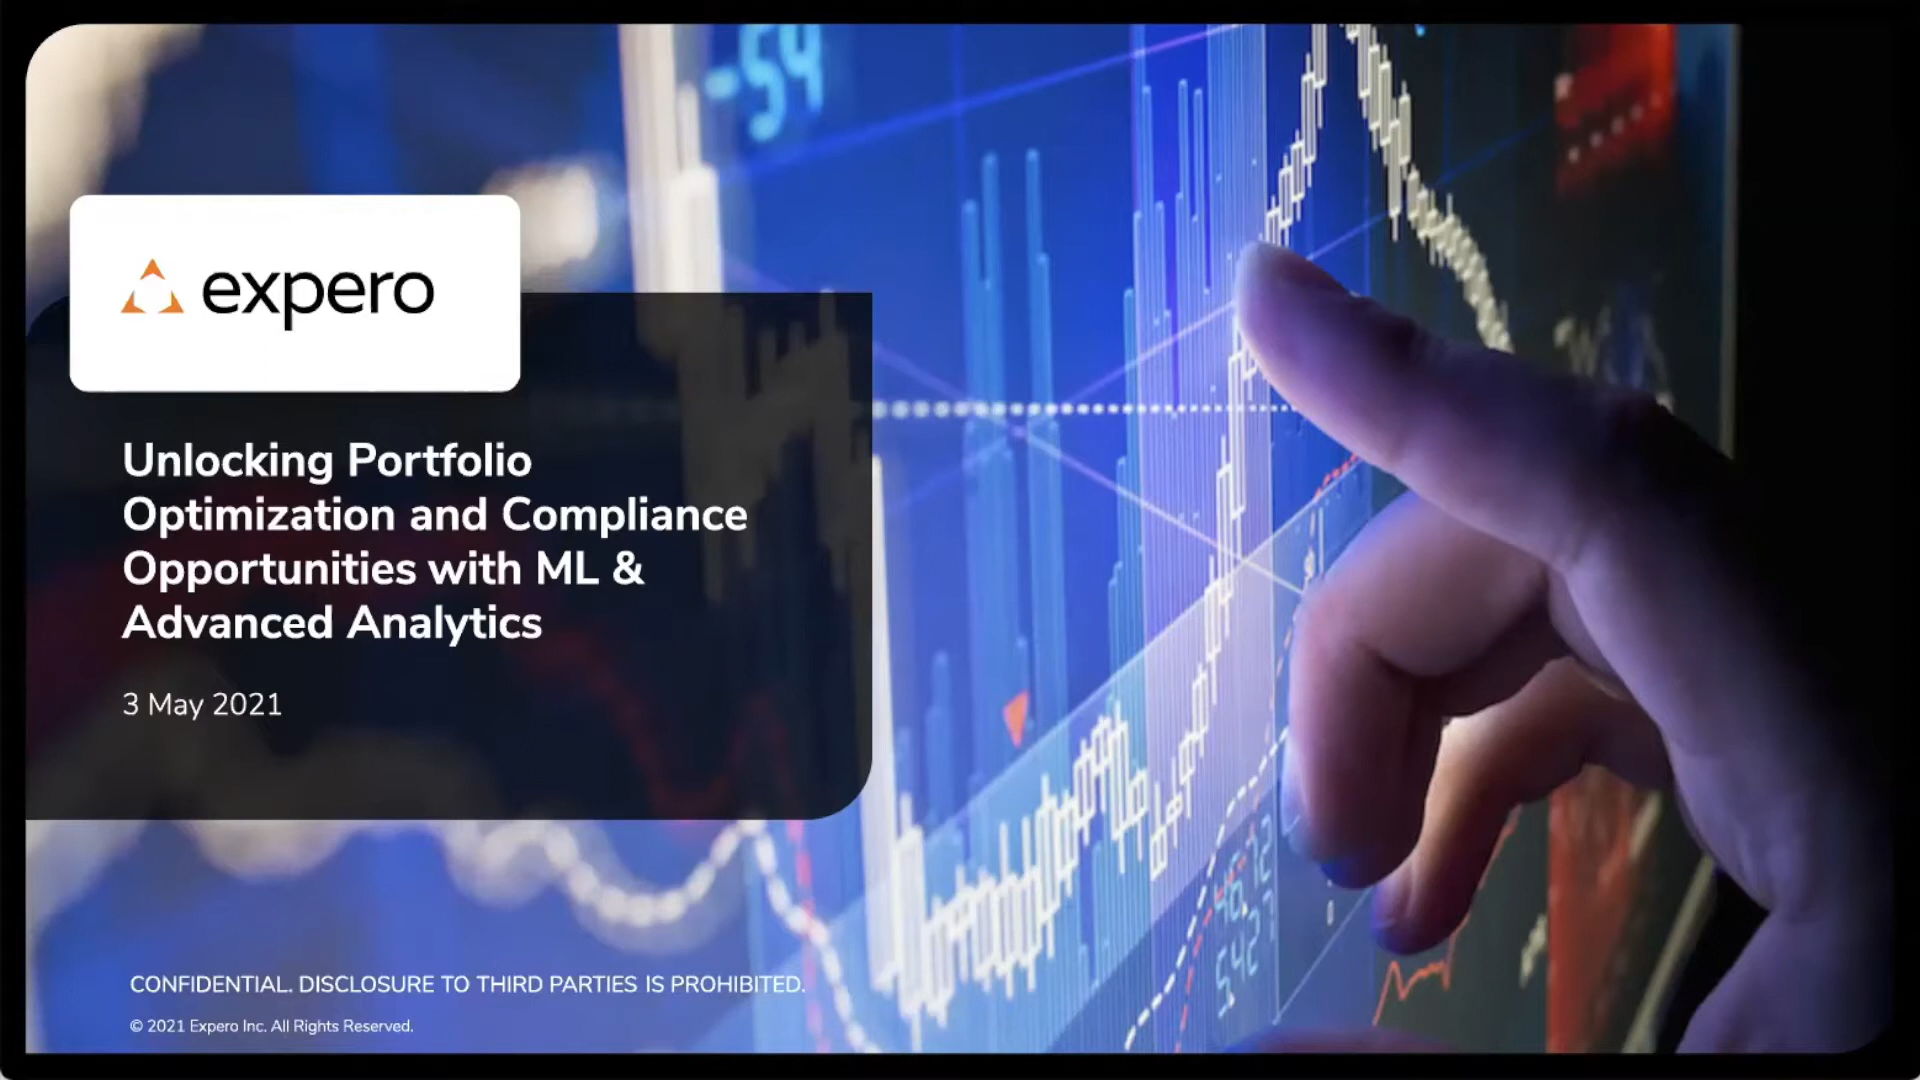 -54
expero
Unlocking Portfolio
Optimization and Compliance
Opportunities with ML &
Advanced Analytics
3 May 2021
CONFIDENTIAL. DISCLOSURE TO THIRD PARTIES IS PROHIBITED.
© 2021 Expero Inc. All Rights Reserved.